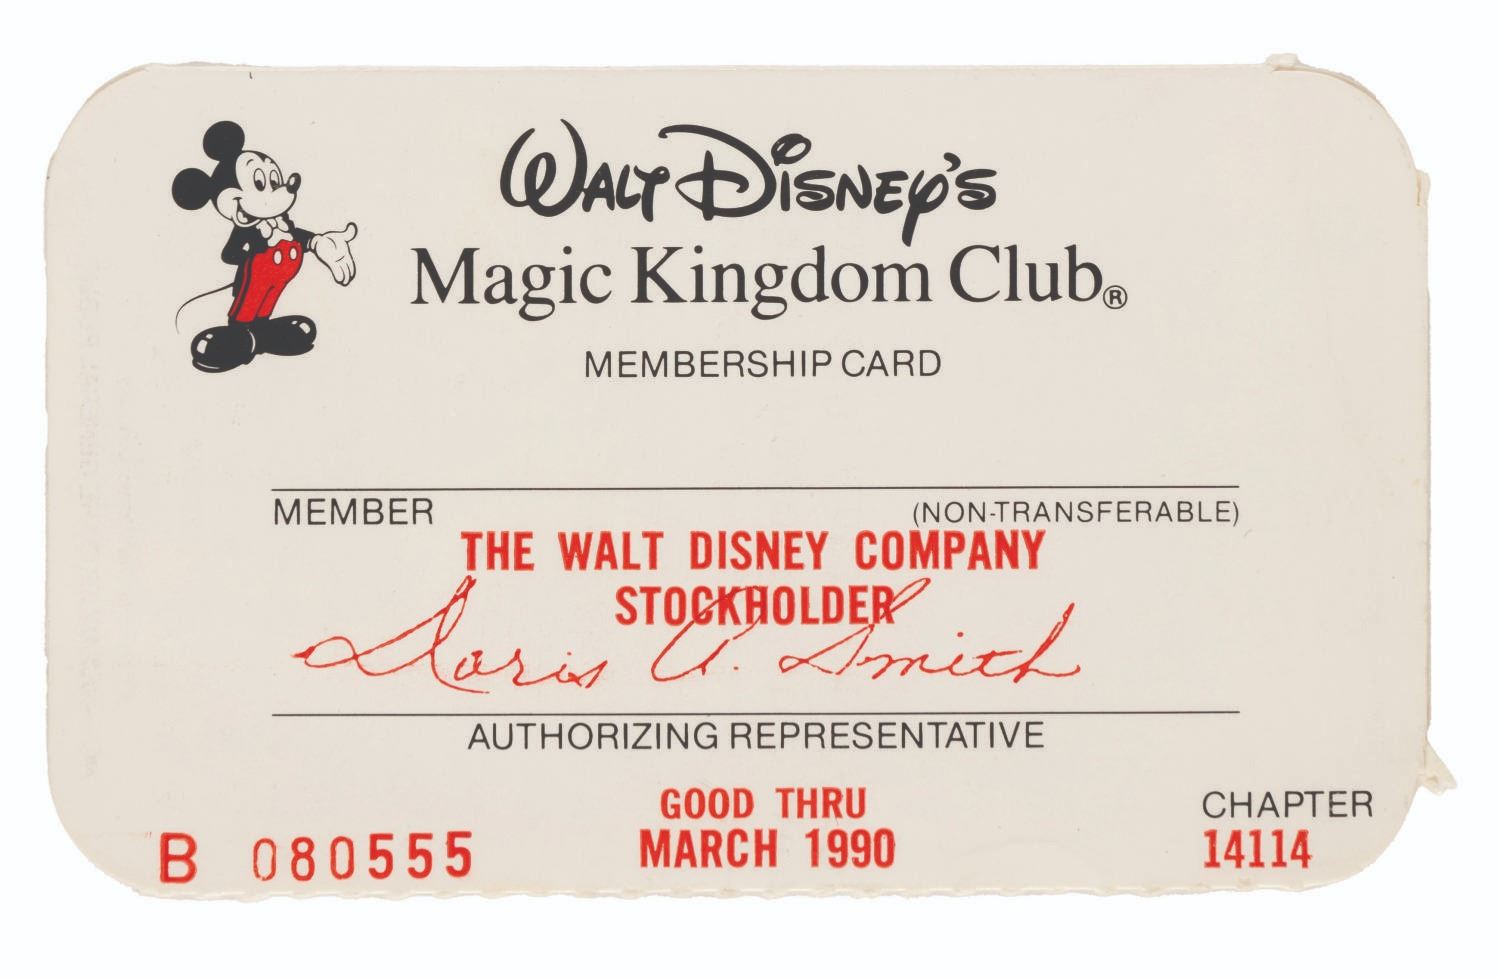 WALT DISNEY'S
Magic Kingdom Club®
MEMBERSHIP CARD
MEMBER (NON-TRANSFERABLE)
THE WALT DISNEY COMPANY
STOCKHOLDER
Doris A. Smith
AUTHORIZING REPRESENTATIVE
GOOD THRU
MARCH 1990
CHAPTER
14114
B 080555